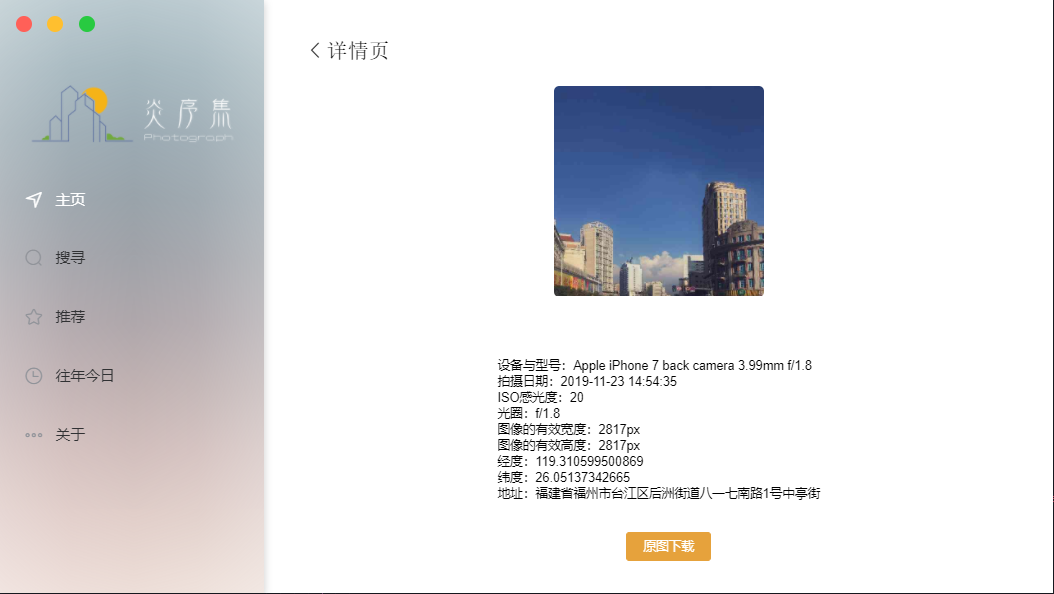 炎序集
Photograph
主页
搜寻
推荐
往年今日
关于
详情页
设备与型号：Apple iPhone 7 back camera 3.99mm f/1.8
拍摄日期：2019-11-23 14:54:35
ISO感光度：20
光圈：f/1.8
图像的有效宽度：2817px
图像的有效高度：2817px
经度：119.310599500869
纬度：26.05137342665
地址：福建省福州市台江区后洲街道八一七南路1号中亭街
原图下载